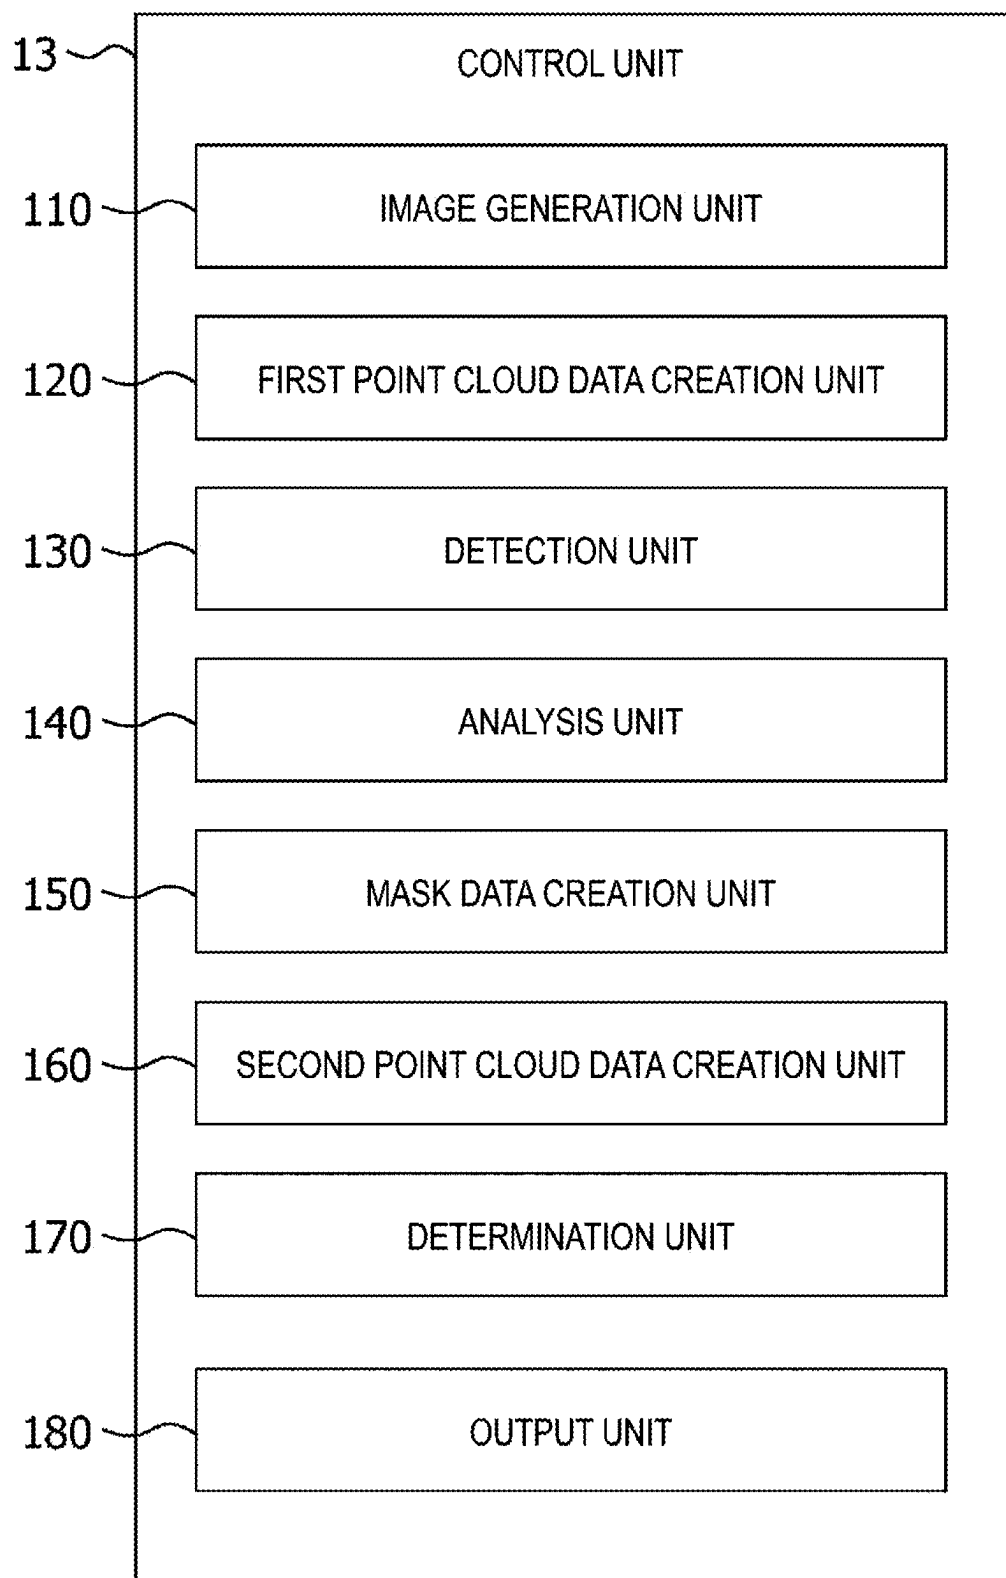 13 CONTROL UNIT
110 IMAGE GENERATION UNIT
120 FIRST POINT CLOUD DATA CREATION UNIT
130 DETECTION UNIT
140 ANALYSIS UNIT
150 MASK DATA CREATION UNIT
160 SECOND POINT CLOUD DATA CREATION UNIT
170 DETERMINATION UNIT
180 OUTPUT UNIT